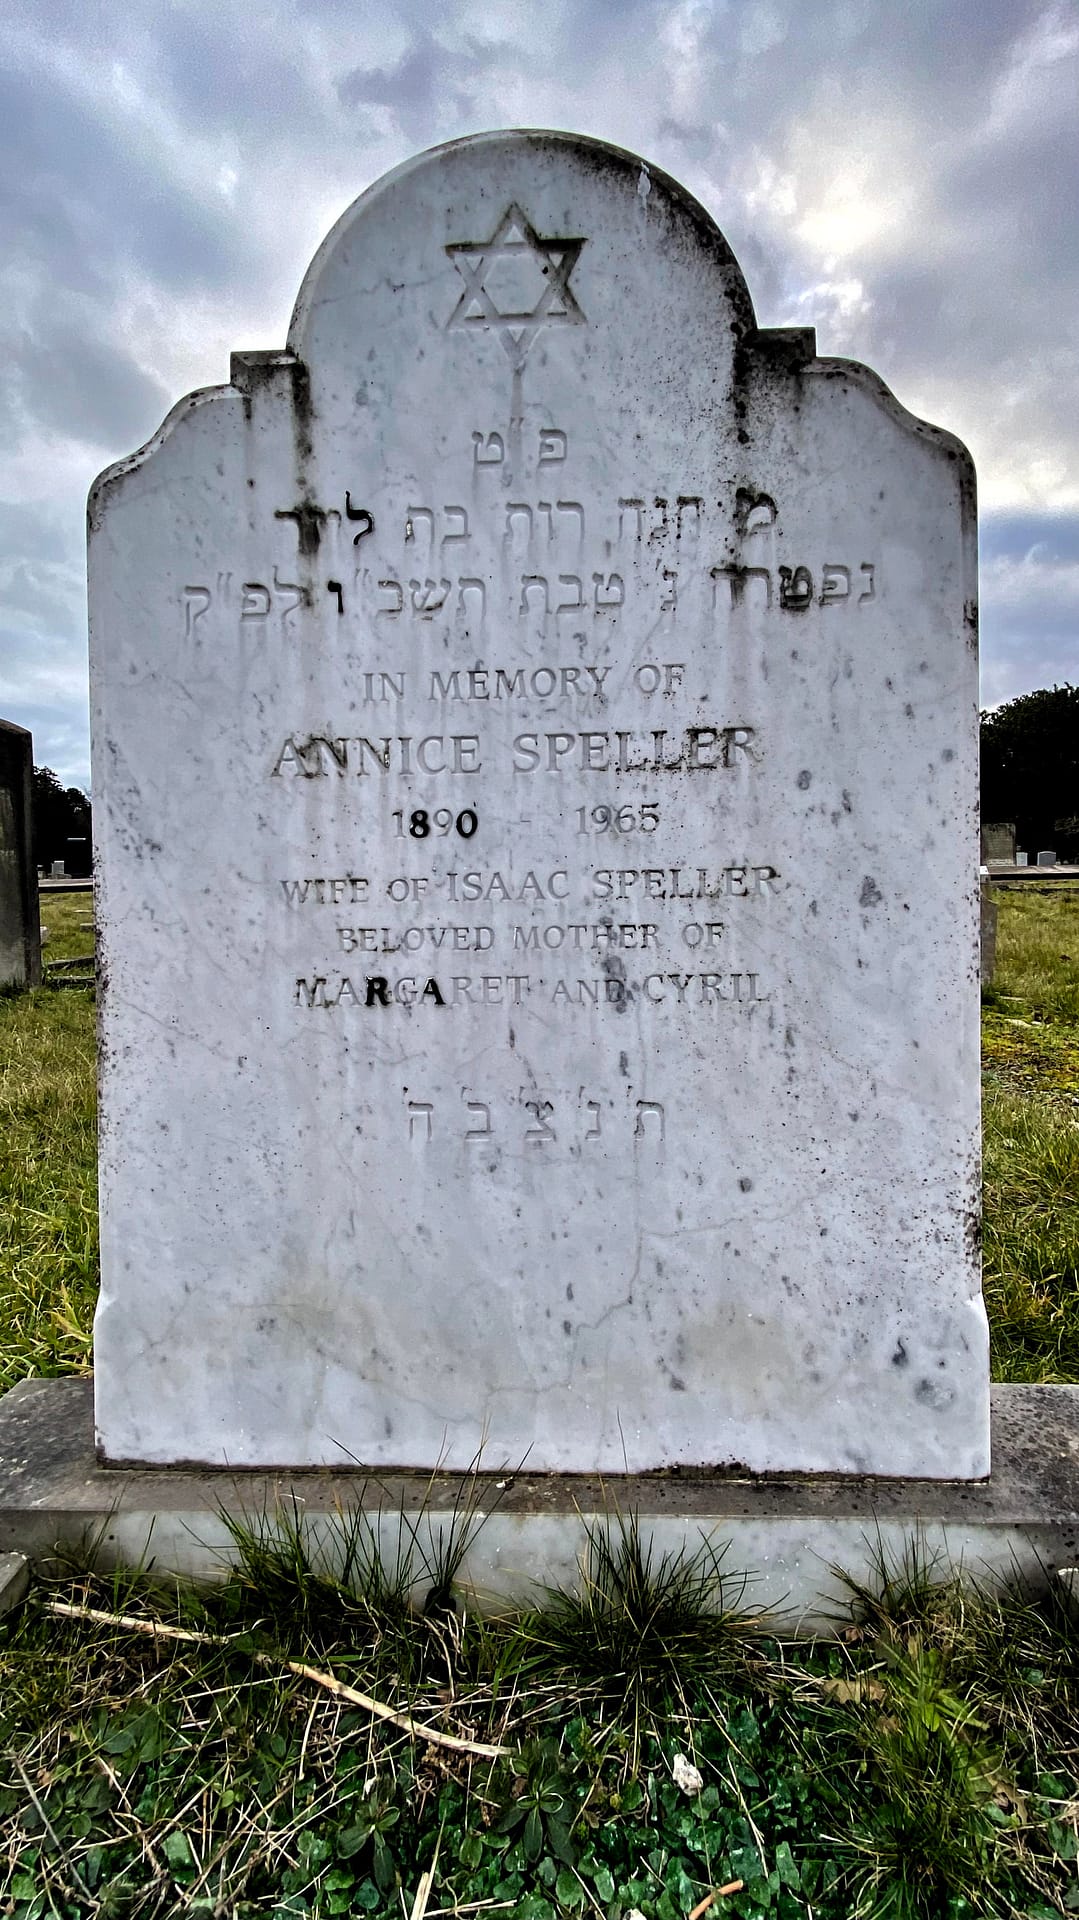 פ"ט
מ' חנה רות בת
נפטרה ג' טבת תשכ"ו לפ"ק
IN MEMORY OF
ANNICE SPELLER
1890 - 1965
WIFE OF ISAAC SPELLER
BELOVED MOTHER OF
MARGARET AND CYRIL
ת' נ' צ' ב' ה'